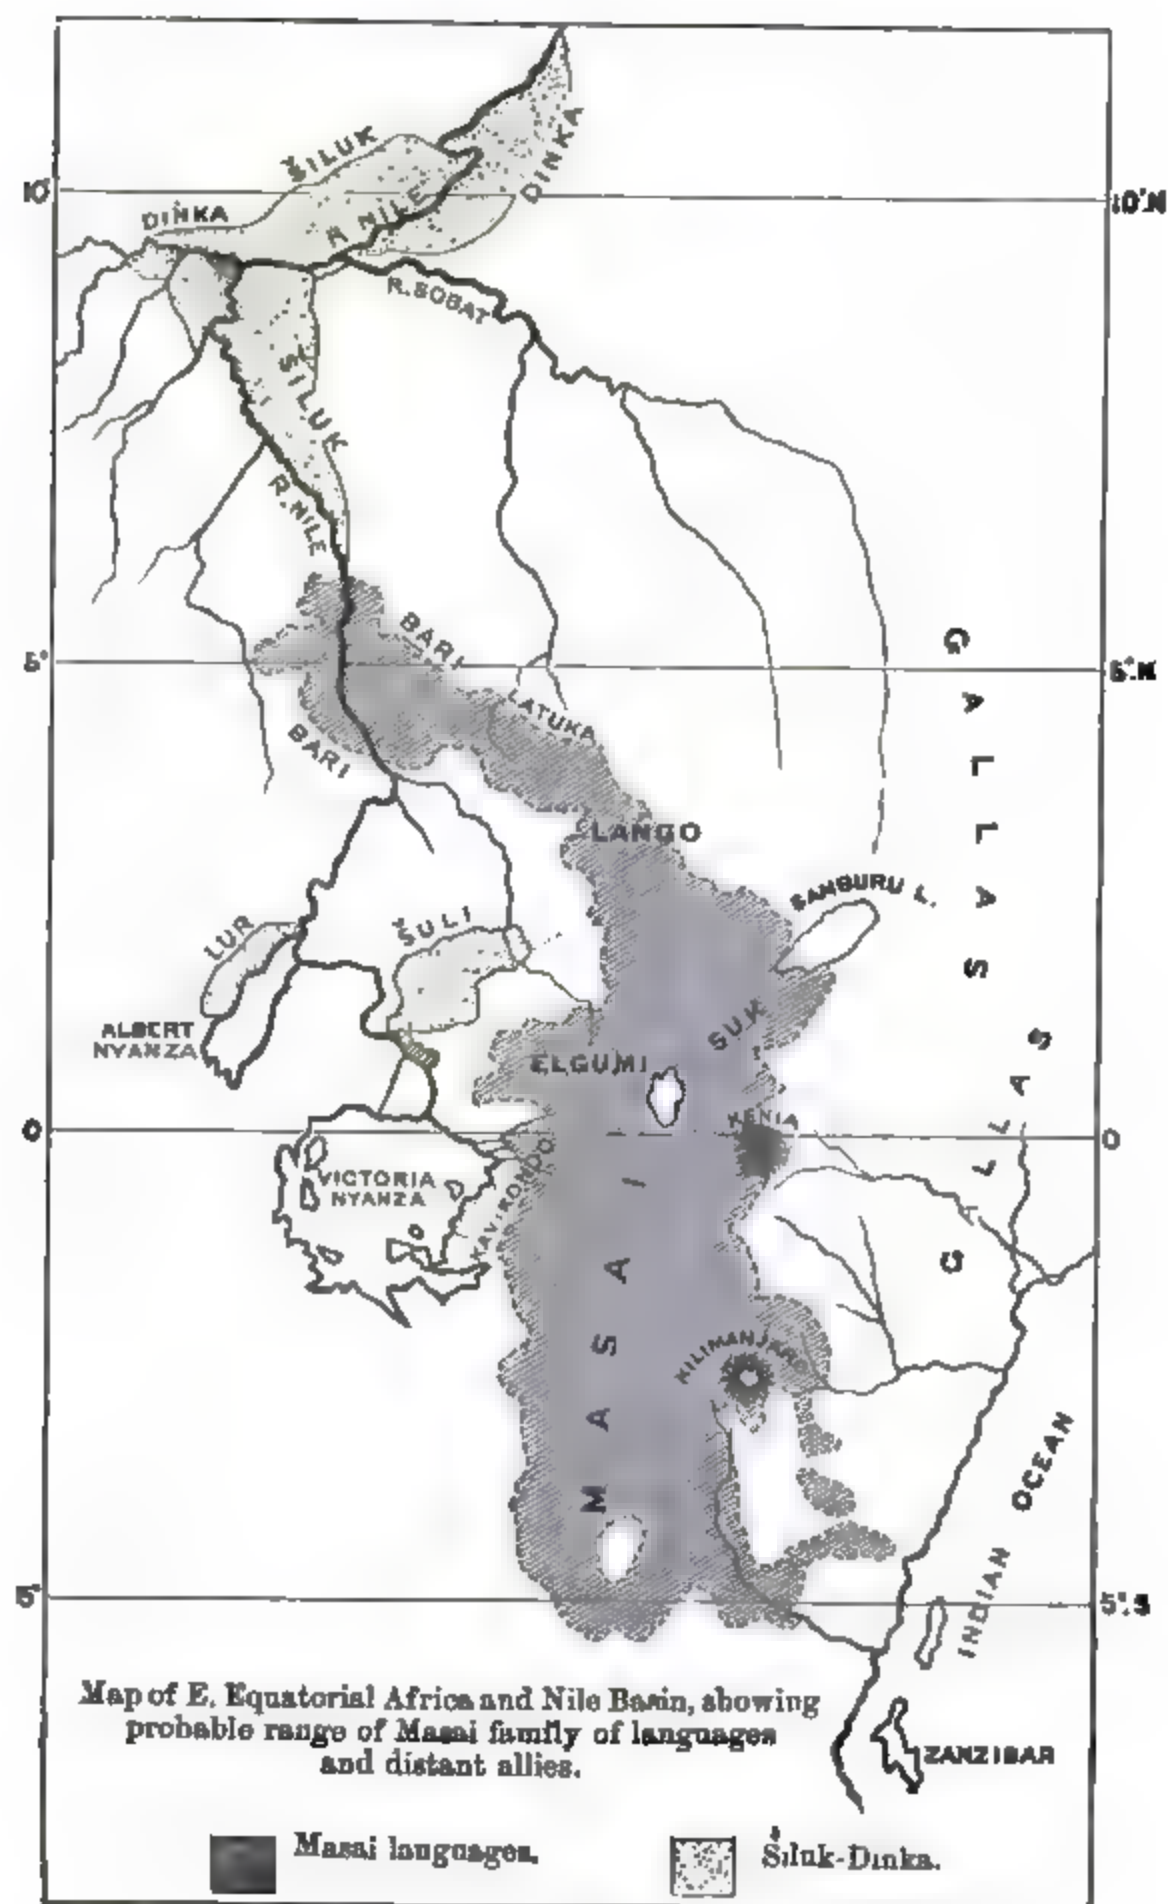 ŠILUK
DINKA
10°
10°N
DINKA
R. NILE
R. SOBAT
ŠILUK
R. NILE
BARI
5°
5°N
LATUKA
BARI
GALLAS
LANGO
SAMBURU L.
LUR
ŠULI
ALBERT
NYANZA
SUK
ELGUMI
KENIA
0
0
GALLAS
VICTORIA
NYANZA
KAVIRONDO
MASAI
KILIMANJARO
INDIAN OCEAN
5°
5°S
Map of E. Equatorial Africa and Nile Basin, showing
probable range of Masai family of languages
and distant allies.
ZANZIBAR
Masai languages.
Šiluk-Dinka.